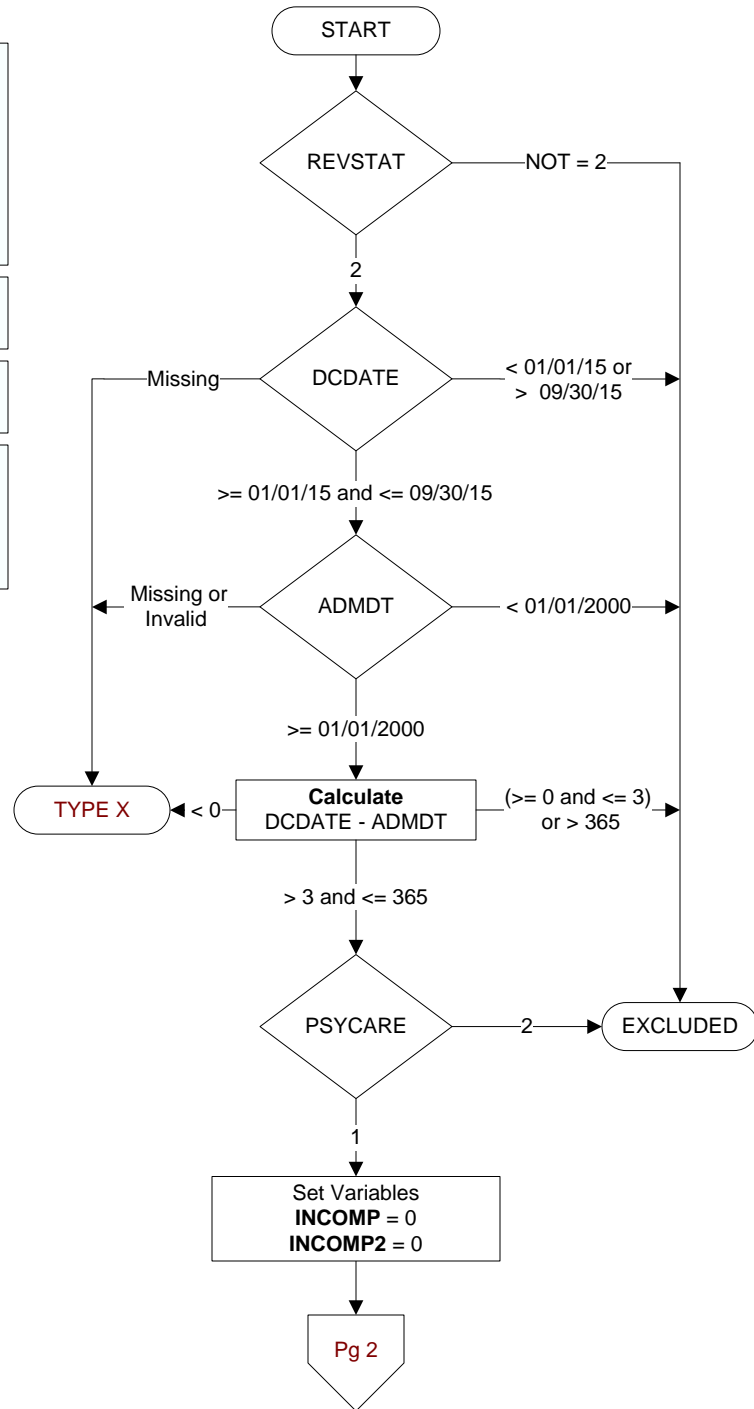 START
REVSTAT
NOT = 2
2
DCDATE
Missing
< 01/01/15 or
> 09/30/15
>= 01/01/15 and <= 09/30/15
ADMDT
Missing or
Invalid
< 01/01/2000
>= 01/01/2000
TYPE X
< 0
Calculate
DCDATE - ADMDT
(>= 0 and <= 3)
or > 365
> 3 and <= 365
PSYCARE
2
EXCLUDED
1
Set Variables
INCOMP = 0
INCOMP2 = 0
Pg 2